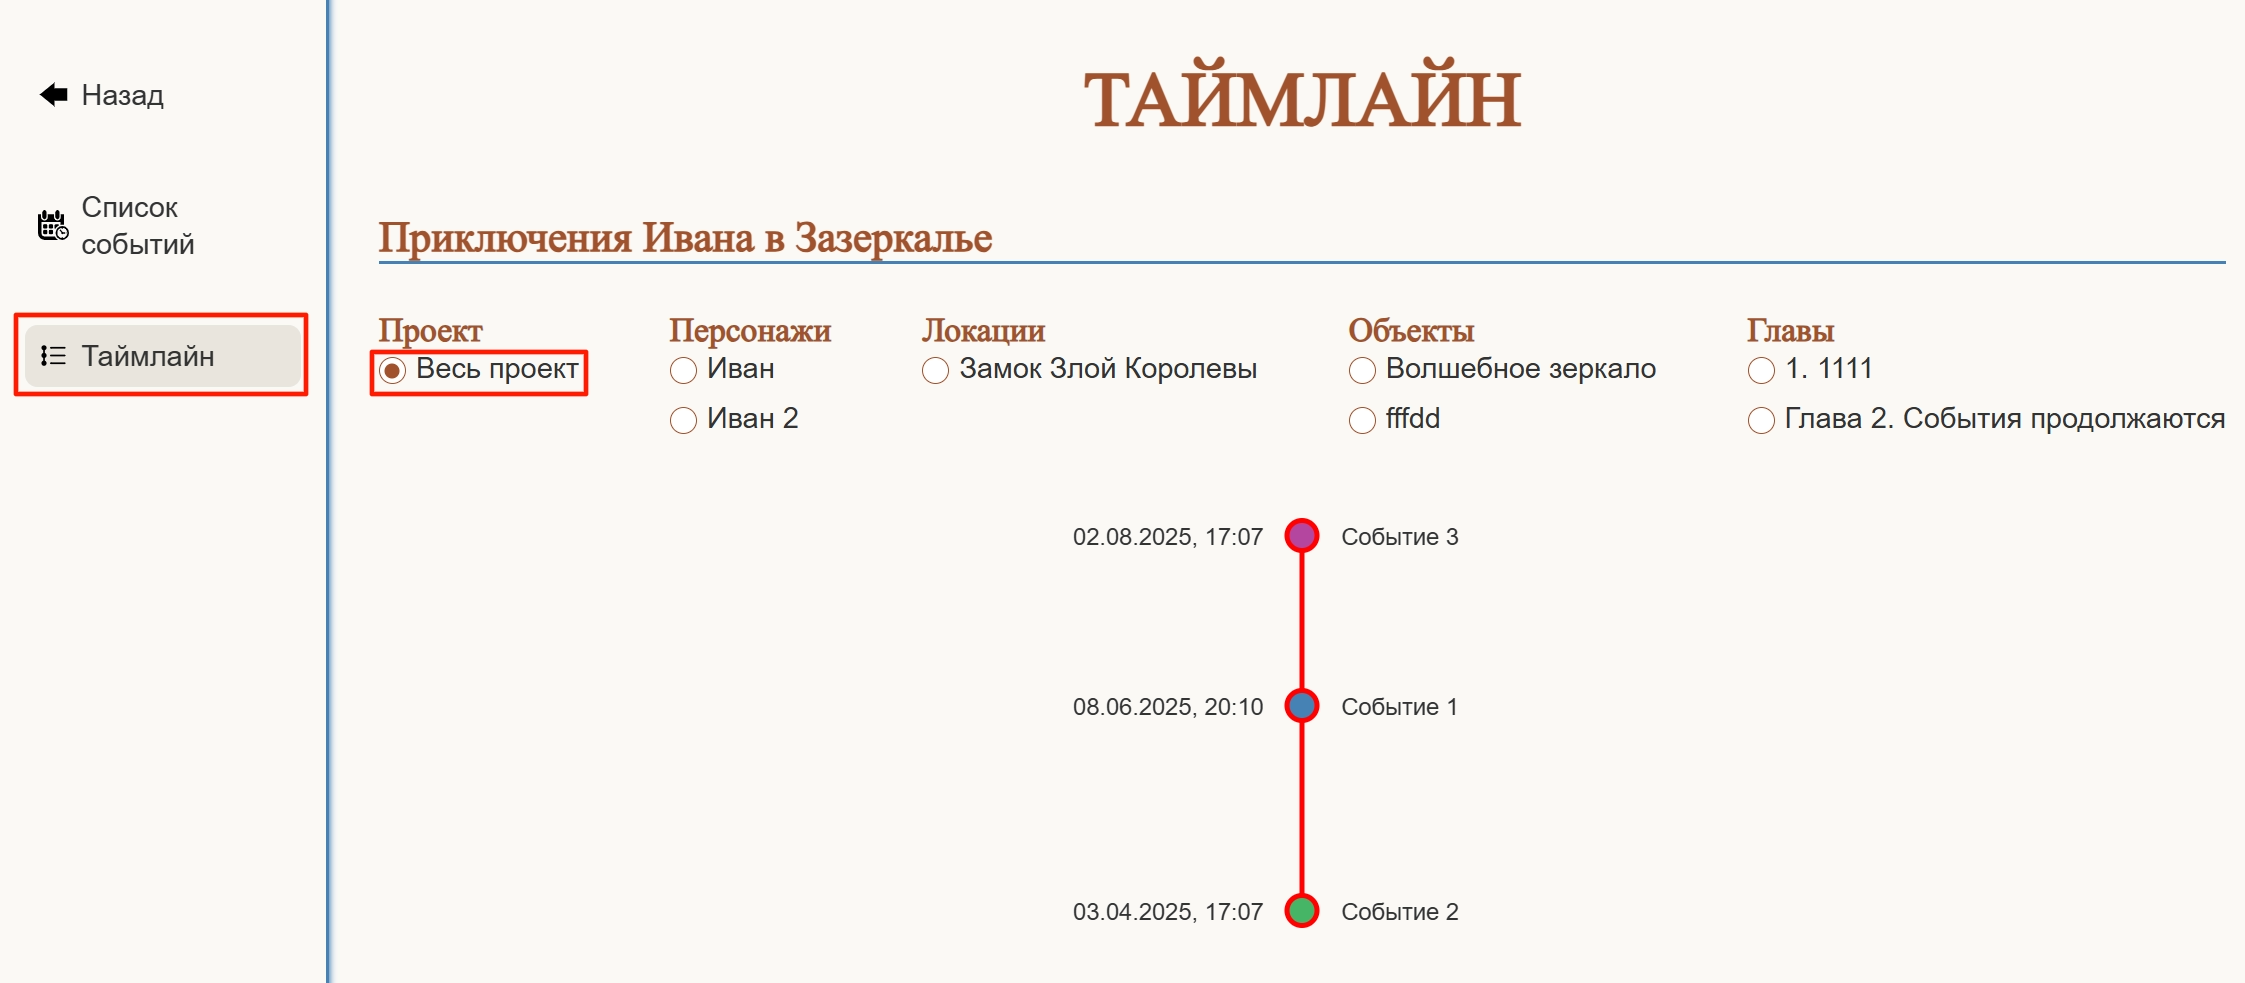 Назад
Список
событий
Таймлайн
ТАЙМЛАЙН
Приключения Ивана в Зазеркалье
Проект
Весь проект
Персонажи
Иван
Иван 2
Локации
Замок Злой Королевы
Объекты
Волшебное зеркало
fffdd
Главы
1. 1111
Глава 2. События продолжаются
02.08.2025, 17:07 Событие 3
08.06.2025, 20:10 Событие 1
03.04.2025, 17:07 Событие 2